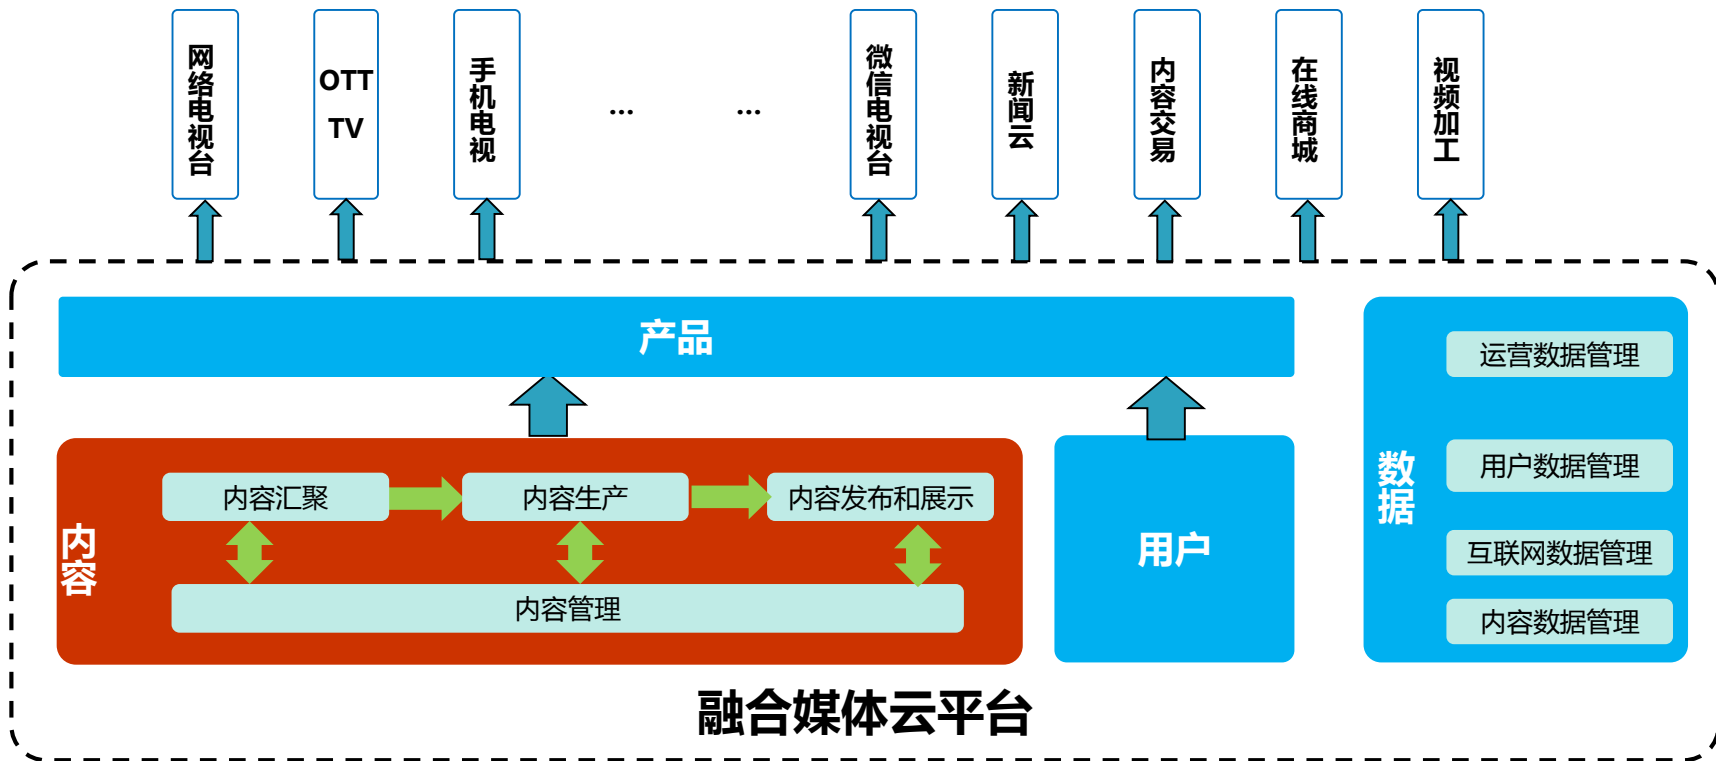 网络电视台
OTT
TV
手机电视
...
...
微信电视台
新闻云
内容交易
在线商城
视频加工
产品
内容
内容汇聚
内容生产
内容发布和展示
内容管理
用户
数据
运营数据管理
用户数据管理
互联网数据管理
内容数据管理
融合媒体云平台